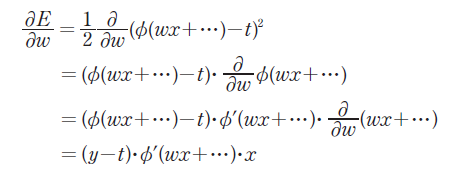 ∂E/∂w = 1/2 ∂/∂w (ϕ(wx+⋯)−t)²
= (ϕ(wx+⋯)−t)· ∂/∂w ϕ(wx+⋯)
= (ϕ(wx+⋯)−t)·ϕ′(wx+⋯)· ∂/∂w (wx+⋯)
= (y−t)·ϕ′(wx+⋯)·x